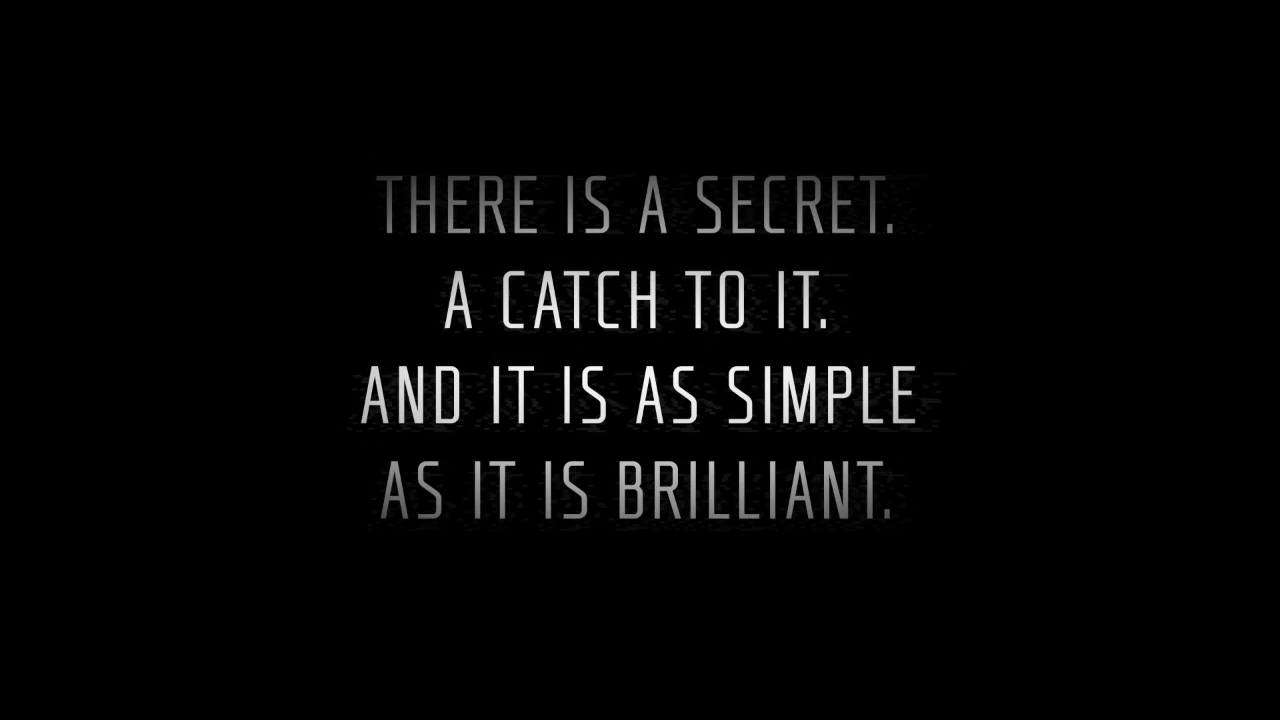 THERE IS A SECRET.
A CATCH TO IT.
AND IT IS AS SIMPLE
AS IT IS BRILLIANT.